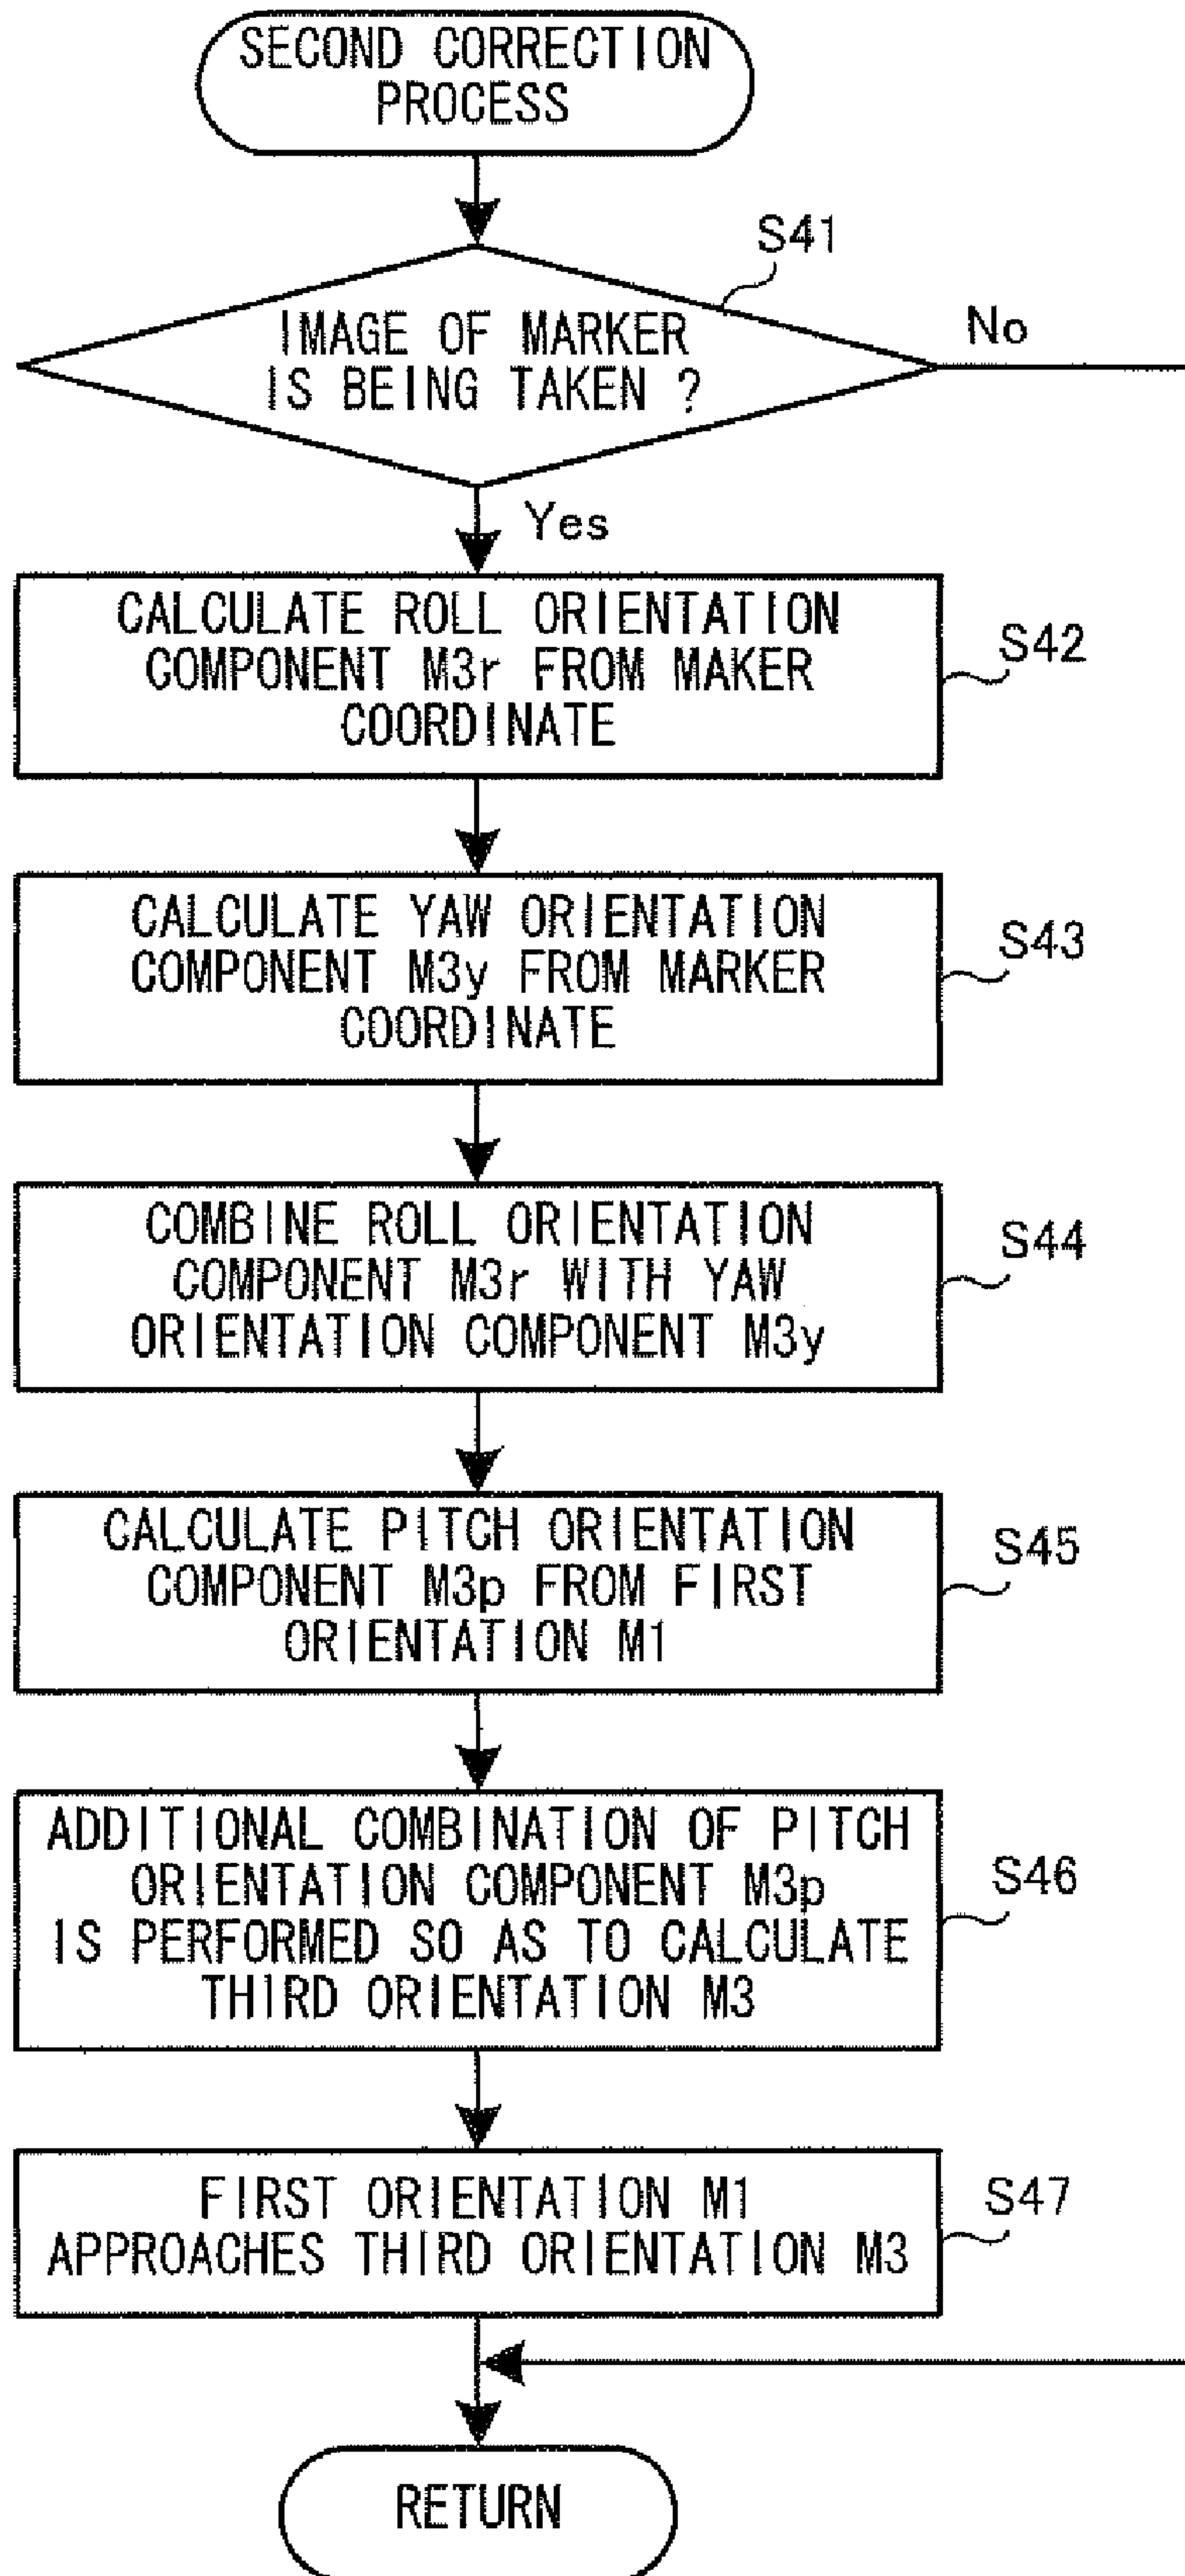 SECOND CORRECTION
PROCESS
S41
IMAGE OF MARKER
IS BEING TAKEN ?
No
Yes
CALCULATE ROLL ORIENTATION
COMPONENT M3r FROM MAKER
COORDINATE
S42
CALCULATE YAW ORIENTATION
COMPONENT M3y FROM MARKER
COORDINATE
S43
COMBINE ROLL ORIENTATION
COMPONENT M3r WITH YAW
ORIENTATION COMPONENT M3y
S44
CALCULATE PITCH ORIENTATION
COMPONENT M3p FROM FIRST
ORIENTATION M1
S45
ADDITIONAL COMBINATION OF PITCH
ORIENTATION COMPONENT M3p
IS PERFORMED SO AS TO CALCULATE
THIRD ORIENTATION M3
S46
FIRST ORIENTATION M1
APPROACHES THIRD ORIENTATION M3
S47
RETURN